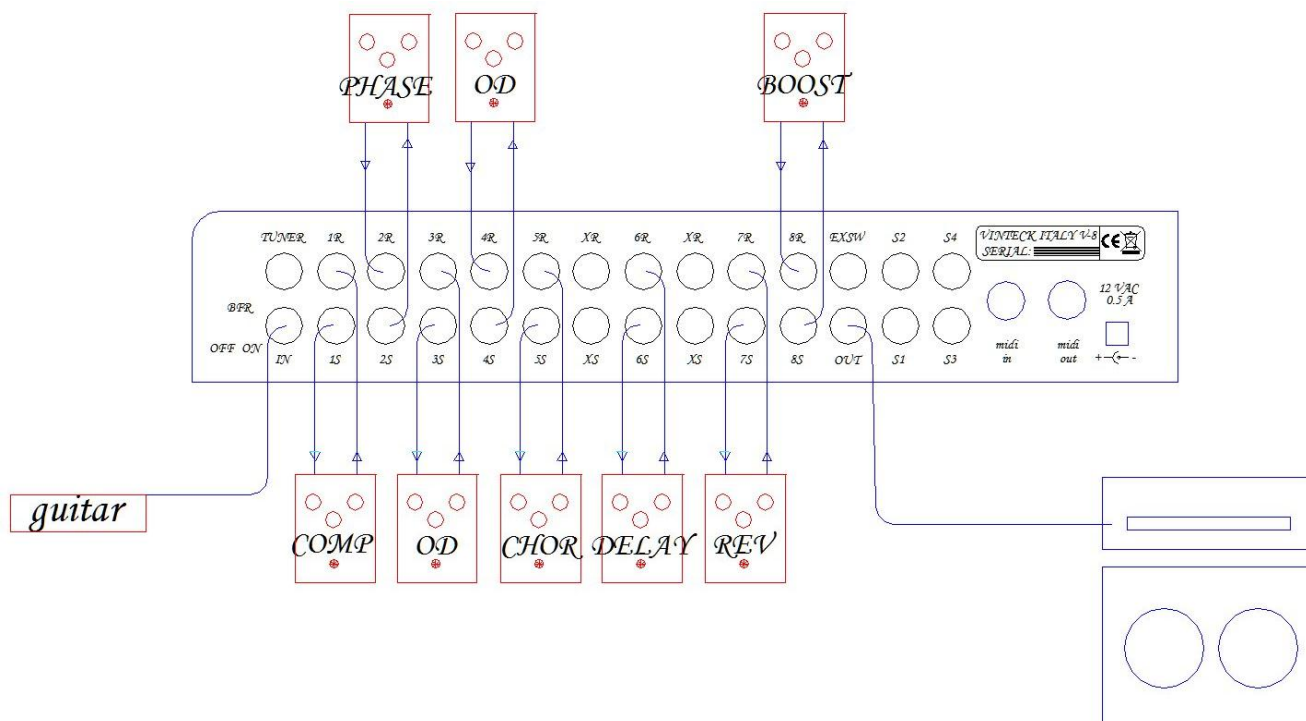 PHASE
OD
BOOST
TUNER 1R 2R 3R 4R 5R XR 6R XR 7R 8R EXSW S2 S4
VINTECK ITALY V-8
SERIAL:
CE
12 VAC
0.5 A
BFR
OFF ON
IN 1S 2S 3S 4S 5S XS 6S XS 7S 8S OUT S1 S3
midi
in
midi
out
+ -
guitar
COMP
OD
CHOR
DELAY
REV